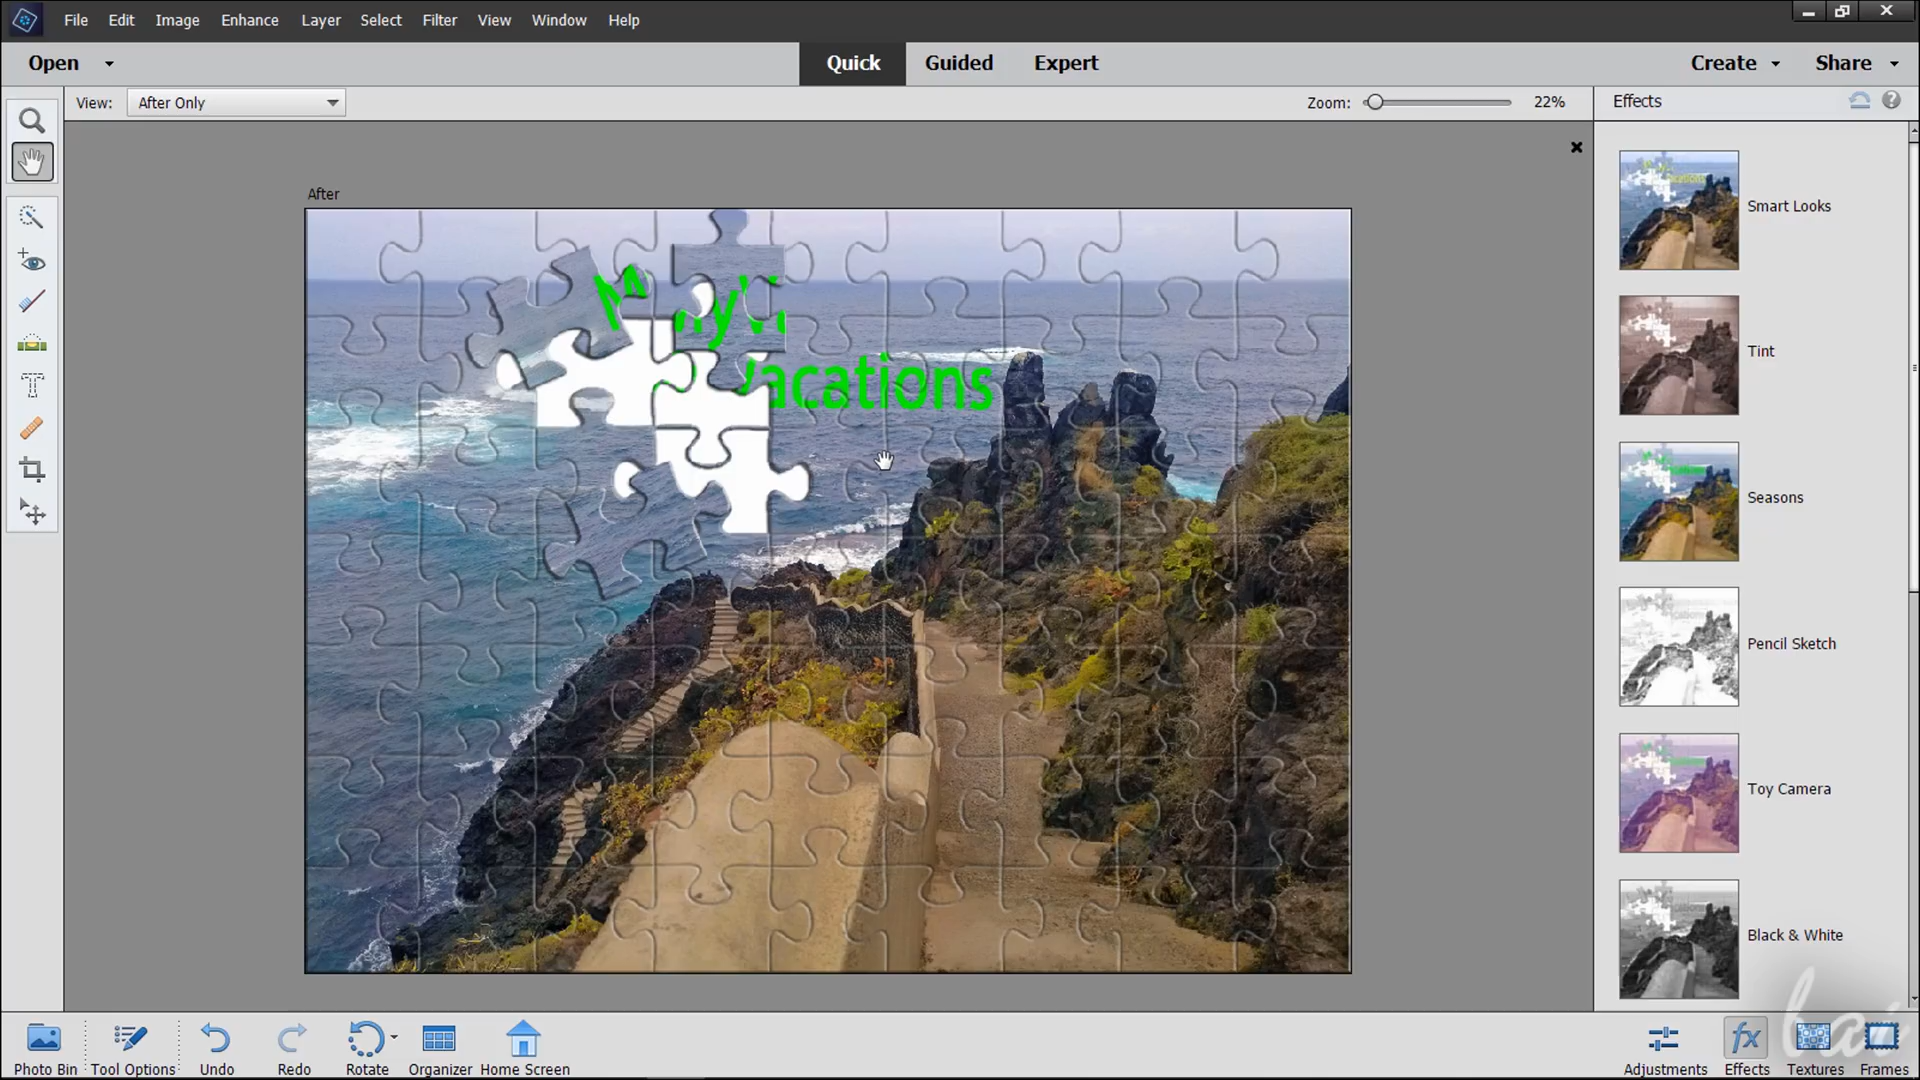 File Edit Image Enhance Layer Select Filter View Window Help
Open Quick Guided Expert Create Share
View: After Only Zoom: 22% Effects
After
Smart Looks
Tint
vacations
Seasons
Pencil Sketch
Toy Camera
Black & White
Photo Bin Tool Options Undo Redo Rotate Organizer Home Screen Adjustments Effects Textures Frames